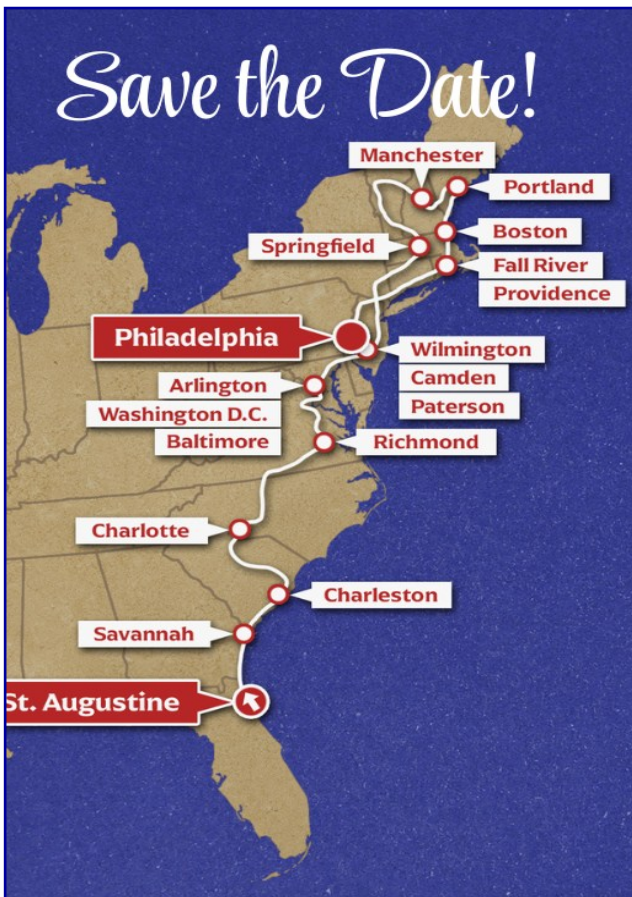 Save the Date!
Manchester
Portland
Boston
Springfield
Fall River
Providence
Philadelphia
Wilmington
Arlington
Camden
Washington D.C.
Paterson
Baltimore
Richmond
Charlotte
Charleston
Savannah
St. Augustine